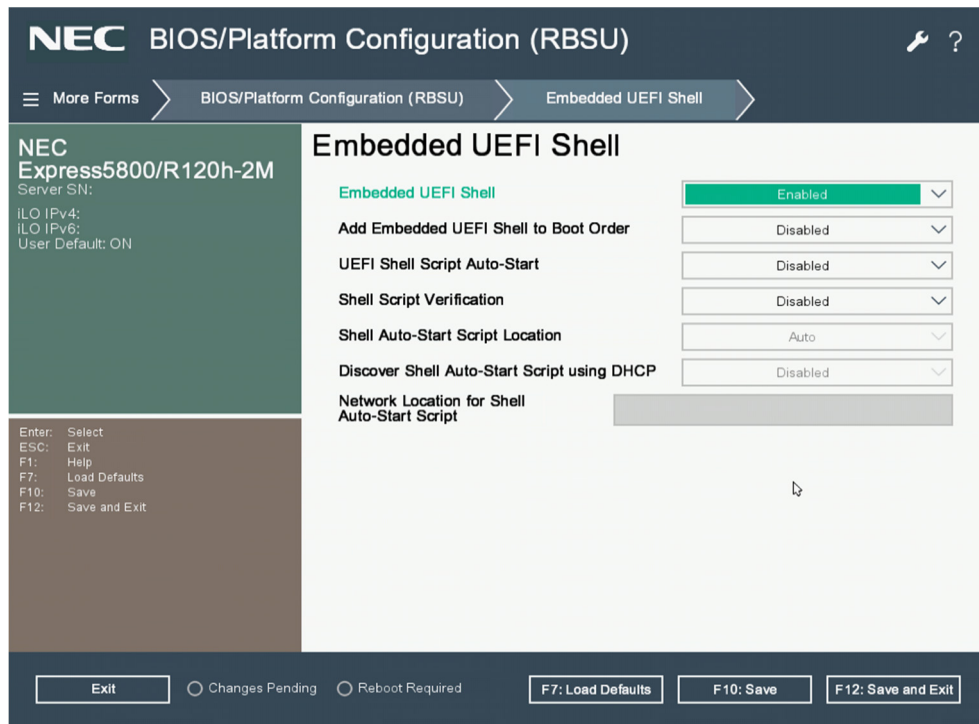 NEC BIOS/Platform Configuration (RBSU)
?
More Forms BIOS/Platform Configuration (RBSU) Embedded UEFI Shell
NEC
Express5800/R120h-2M
Server SN:
iLO IPv4:
iLO IPv6:
User Default: ON
Enter: Select
ESC: Exit
F1: Help
F7: Load Defaults
F10: Save
F12: Save and Exit
Embedded UEFI Shell
Embedded UEFI Shell Enabled
Add Embedded UEFI Shell to Boot Order Disabled
UEFI Shell Script Auto-Start Disabled
Shell Script Verification Disabled
Shell Auto-Start Script Location Auto
Discover Shell Auto-Start Script using DHCP Disabled
Network Location for Shell
Auto-Start Script
Exit Changes Pending Reboot Required F7: Load Defaults F10: Save F12: Save and Exit